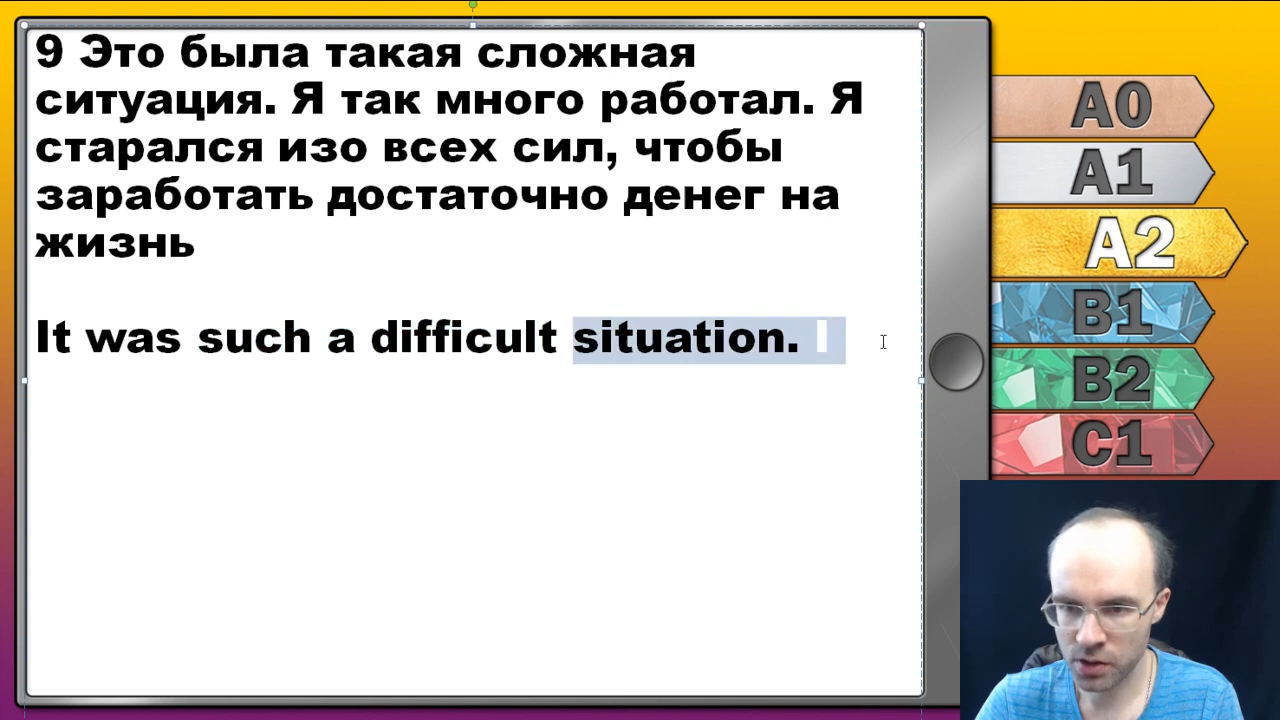 9 Это была такая сложная
ситуация. Я так много работал. Я
старался изо всех сил, чтобы
заработать достаточно денег на
жизнь
It was such a difficult situation. I
A0
A1
A2
B1
B2
C1